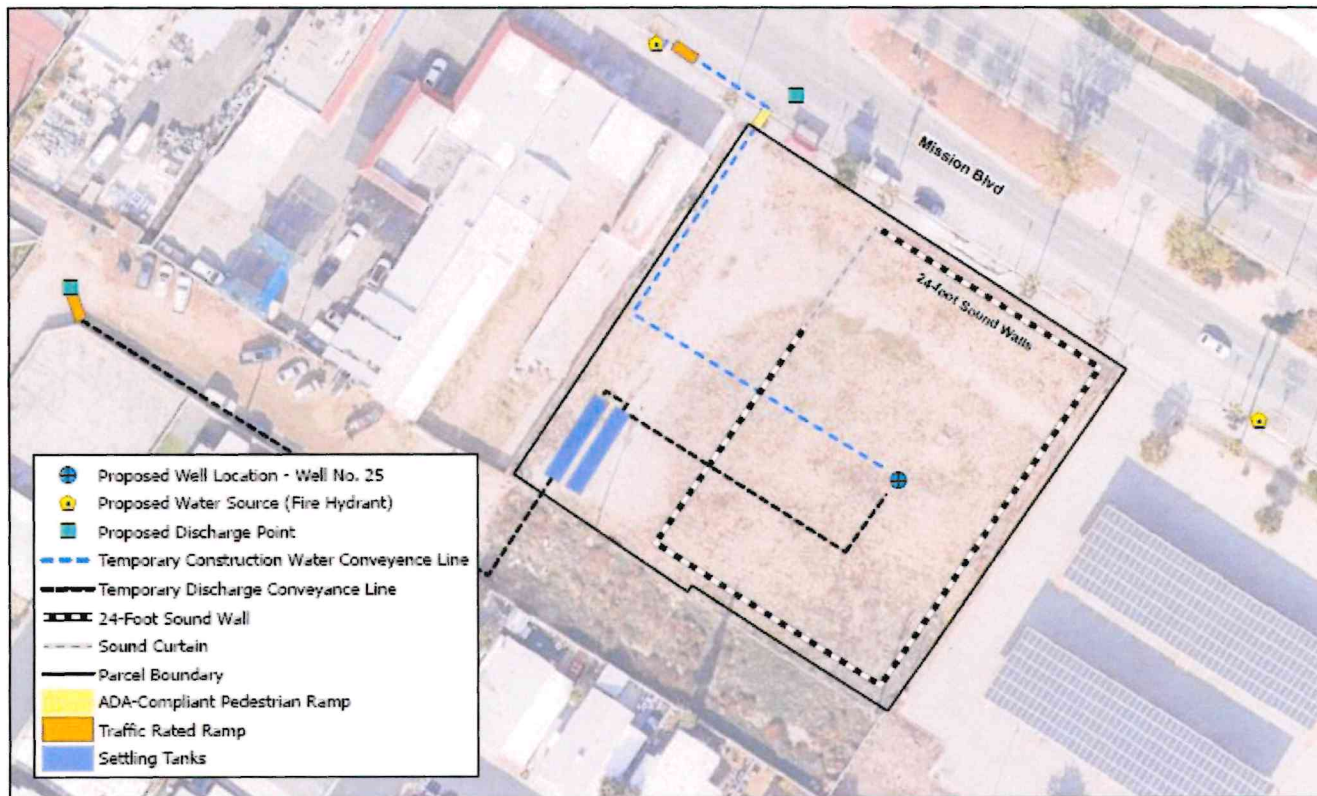 Mission Blvd
24-foot Sound Walls
Proposed Well Location - Well No. 25
Proposed Water Source (Fire Hydrant)
Proposed Discharge Point
Temporary Construction Water Conveyence Line
Temporary Discharge Conveyance Line
24-Foot Sound Wall
Sound Curtain
Parcel Boundary
ADA-Compliant Pedestrian Ramp
Traffic Rated Ramp
Settling Tanks